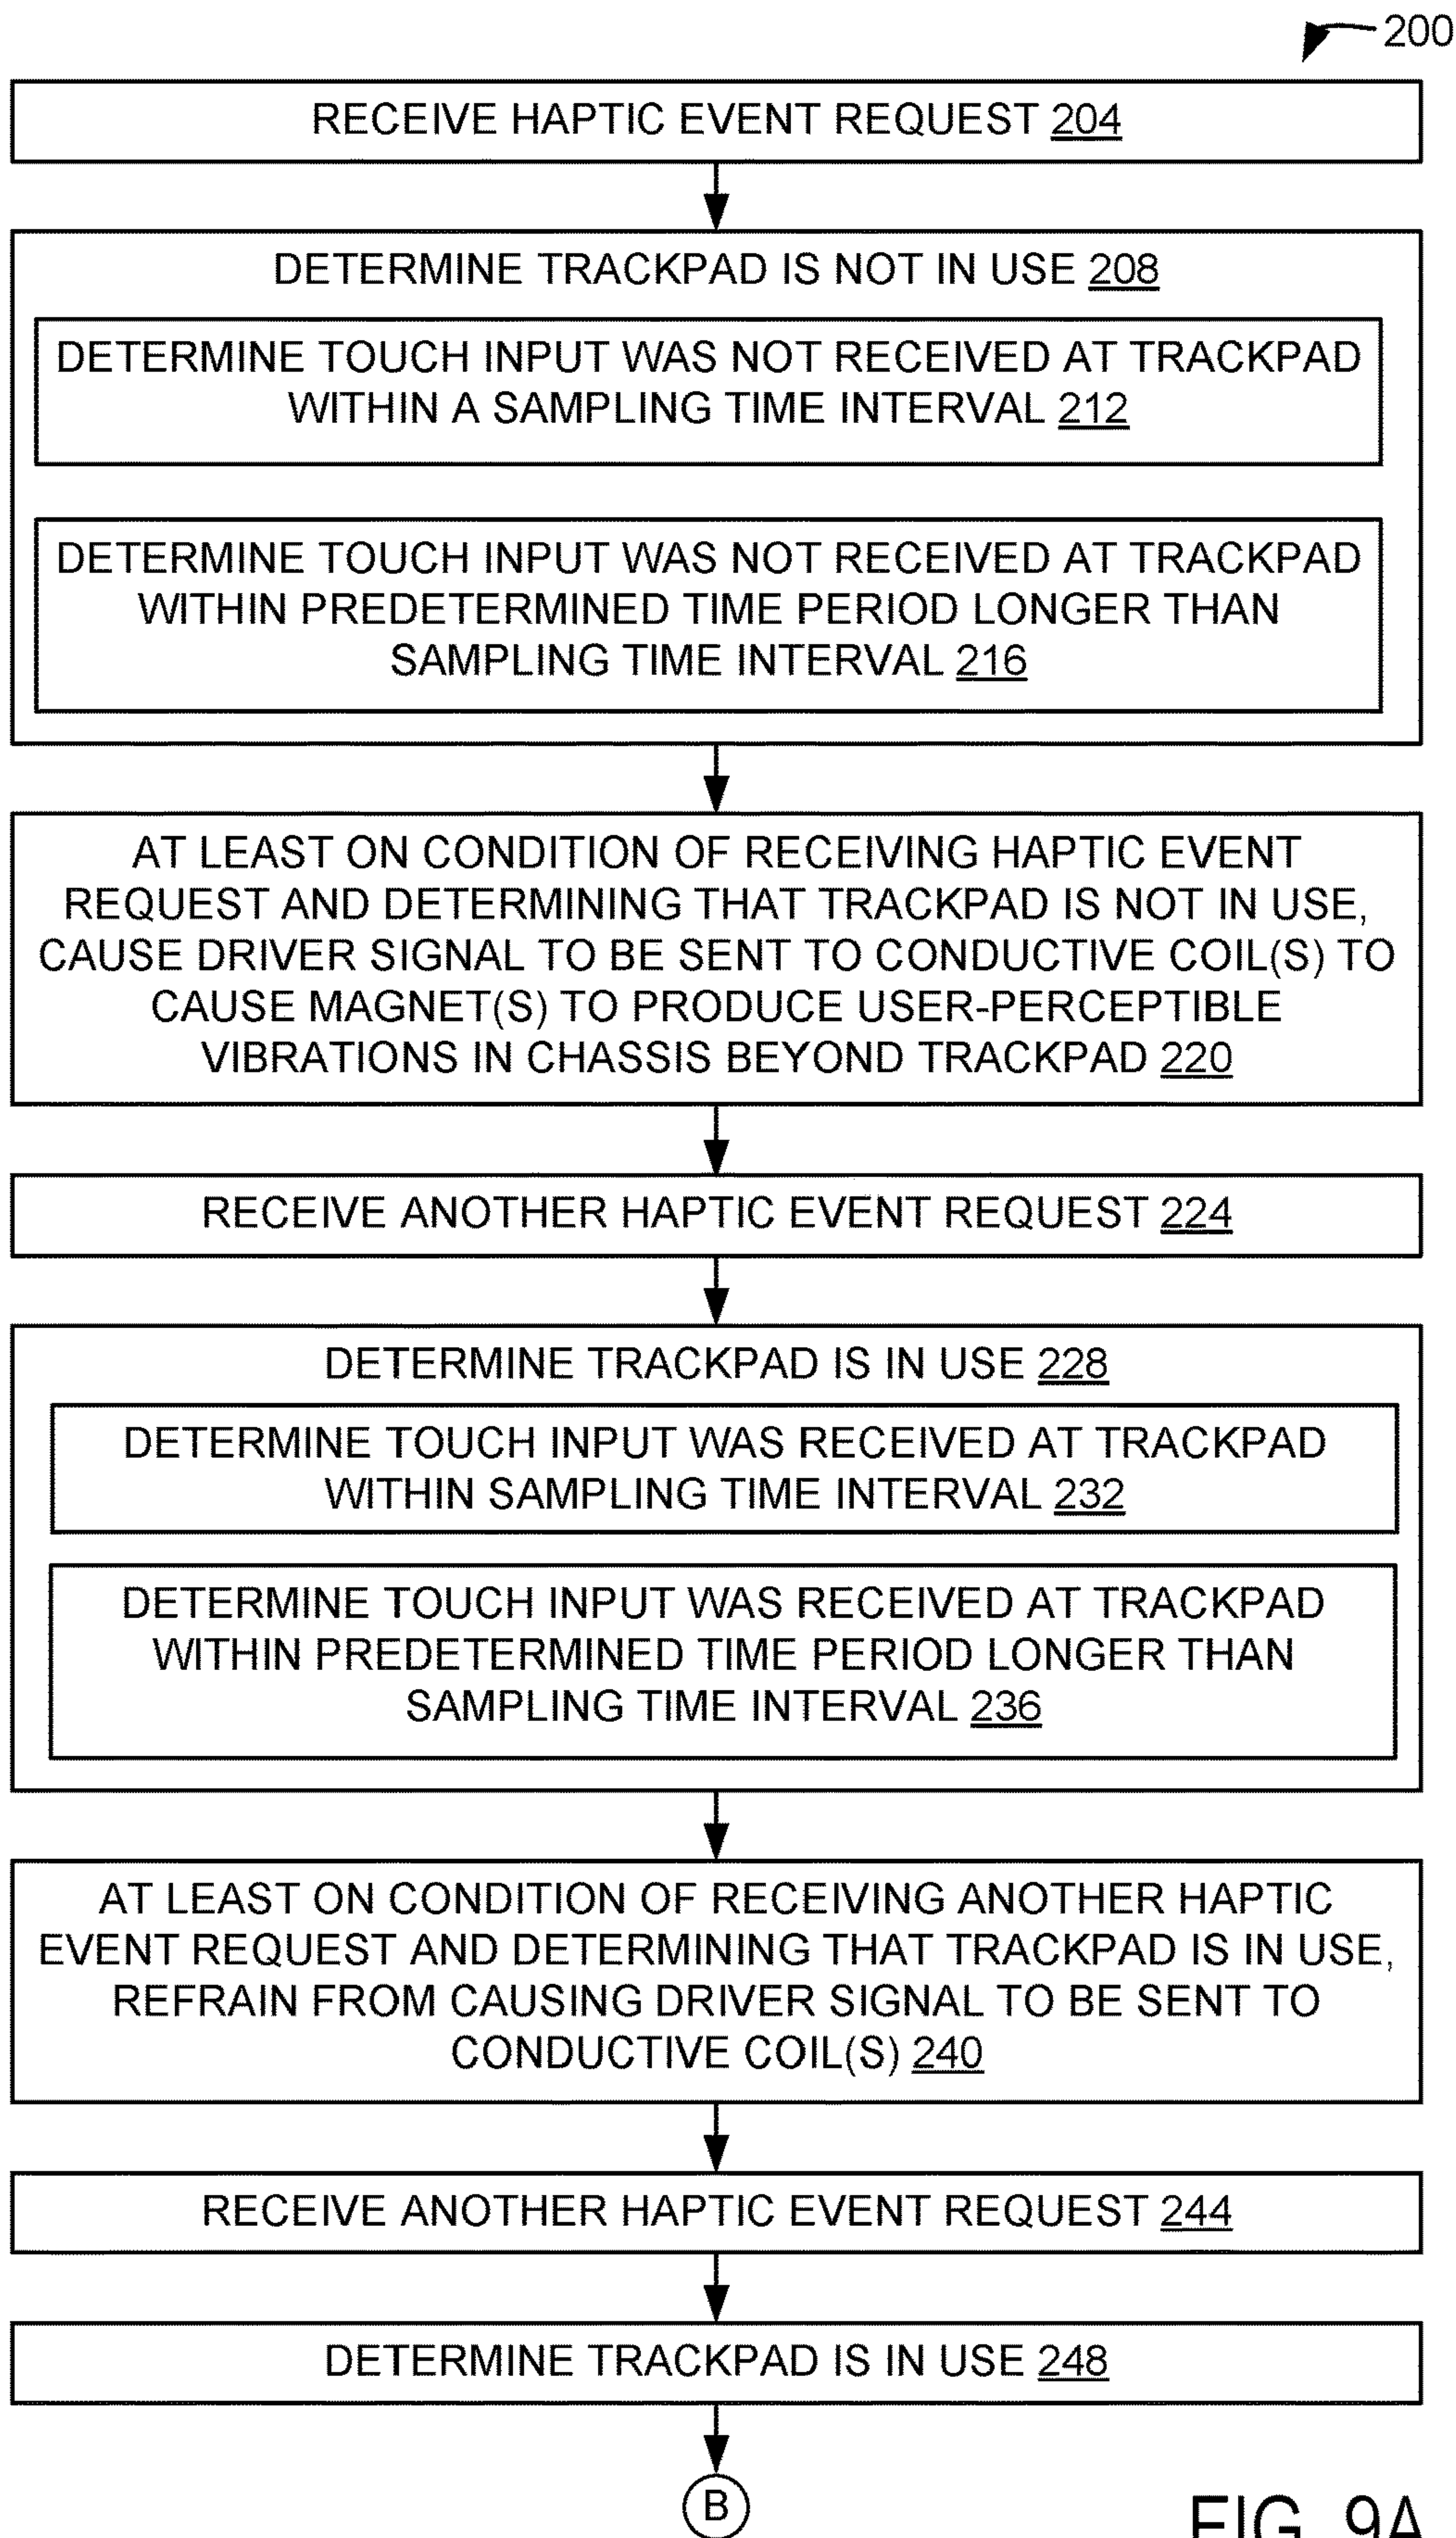 200
RECEIVE HAPTIC EVENT REQUEST 204
DETERMINE TRACKPAD IS NOT IN USE 208
DETERMINE TOUCH INPUT WAS NOT RECEIVED AT TRACKPAD
WITHIN A SAMPLING TIME INTERVAL 212
DETERMINE TOUCH INPUT WAS NOT RECEIVED AT TRACKPAD
WITHIN PREDETERMINED TIME PERIOD LONGER THAN
SAMPLING TIME INTERVAL 216
AT LEAST ON CONDITION OF RECEIVING HAPTIC EVENT
REQUEST AND DETERMINING THAT TRACKPAD IS NOT IN USE,
CAUSE DRIVER SIGNAL TO BE SENT TO CONDUCTIVE COIL(S) TO
CAUSE MAGNET(S) TO PRODUCE USER-PERCEPTIBLE
VIBRATIONS IN CHASSIS BEYOND TRACKPAD 220
RECEIVE ANOTHER HAPTIC EVENT REQUEST 224
DETERMINE TRACKPAD IS IN USE 228
DETERMINE TOUCH INPUT WAS RECEIVED AT TRACKPAD
WITHIN SAMPLING TIME INTERVAL 232
DETERMINE TOUCH INPUT WAS RECEIVED AT TRACKPAD
WITHIN PREDETERMINED TIME PERIOD LONGER THAN
SAMPLING TIME INTERVAL 236
AT LEAST ON CONDITION OF RECEIVING ANOTHER HAPTIC
EVENT REQUEST AND DETERMINING THAT TRACKPAD IS IN USE,
REFRAIN FROM CAUSING DRIVER SIGNAL TO BE SENT TO
CONDUCTIVE COIL(S) 240
RECEIVE ANOTHER HAPTIC EVENT REQUEST 244
DETERMINE TRACKPAD IS IN USE 248
B
FIG. 9A